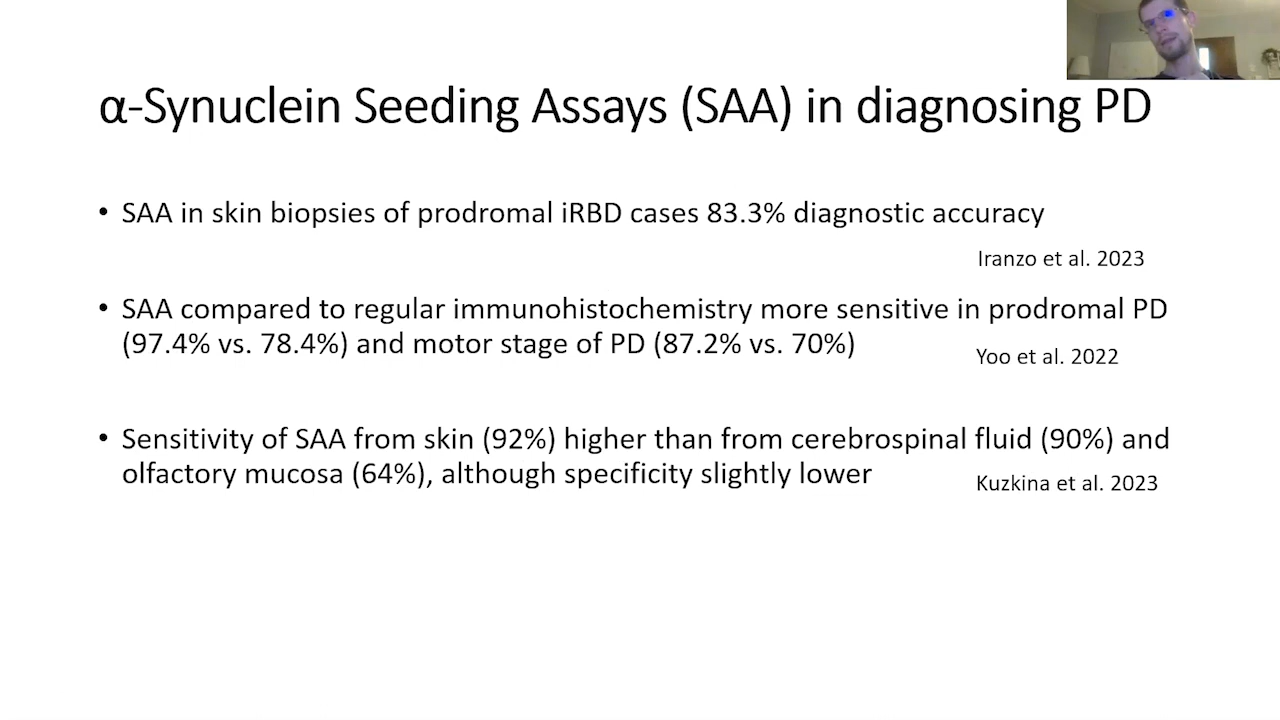 α-Synuclein Seeding Assays (SAA) in diagnosing PD
• SAA in skin biopsies of prodromal iRBD cases 83.3% diagnostic accuracy
Iranzo et al. 2023
• SAA compared to regular immunohistochemistry more sensitive in prodromal PD
(97.4% vs. 78.4%) and motor stage of PD (87.2% vs. 70%)
Yoo et al. 2022
• Sensitivity of SAA from skin (92%) higher than from cerebrospinal fluid (90%) and
olfactory mucosa (64%), although specificity slightly lower
Kuzkina et al. 2023